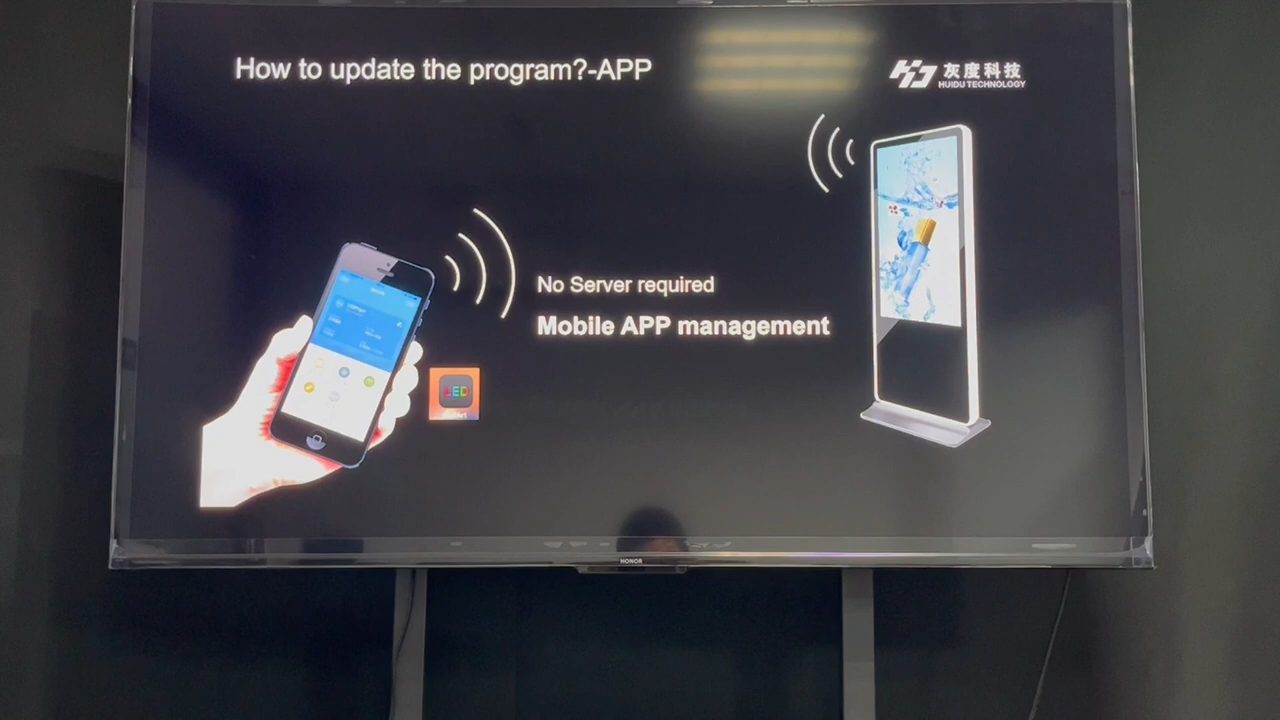 How to update the program?-APP
灰度科技
HUIDU TECHNOLOGY
No Server required
Mobile APP management
LED
HONOR